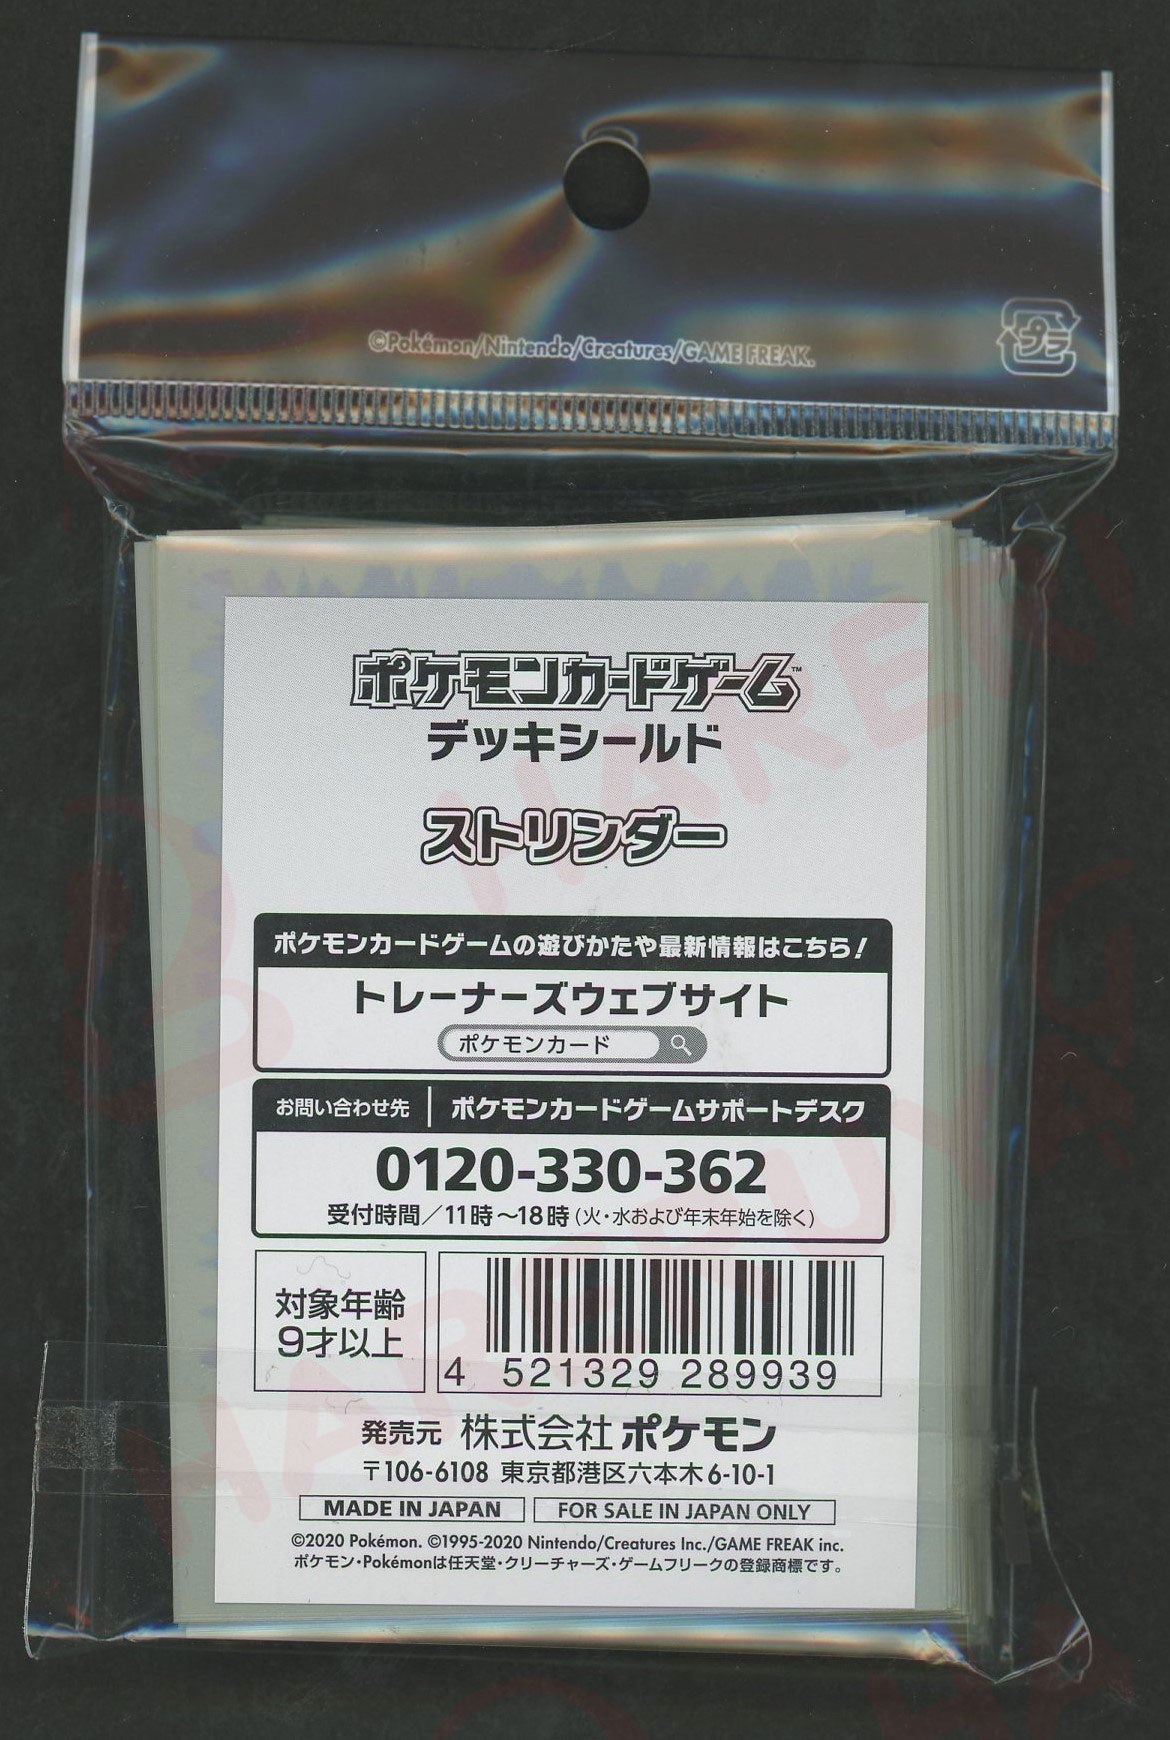 ©Pokémon/Nintendo/Creatures/GAME FREAK.
プラ
ポケモンカードゲーム™
デッキシールド
ストリンダー
ポケモンカードゲームの遊びかたや最新情報はこちら!
トレーナーズウェブサイト
ポケモンカード
お問い合わせ先 ポケモンカードゲームサポートデスク
0120-330-362
受付時間/11時～18時(火・水および年末年始を除く)
対象年齢
9才以上
4 521329 289939
発売元 株式会社ポケモン
〒106-6108 東京都港区六本木6-10-1
MADE IN JAPAN FOR SALE IN JAPAN ONLY
©2020 Pokémon. ©1995-2020 Nintendo/Creatures Inc./GAME FREAK inc.
ポケモン・Pokémonは任天堂・クリーチャーズ・ゲームフリークの登録商標です。